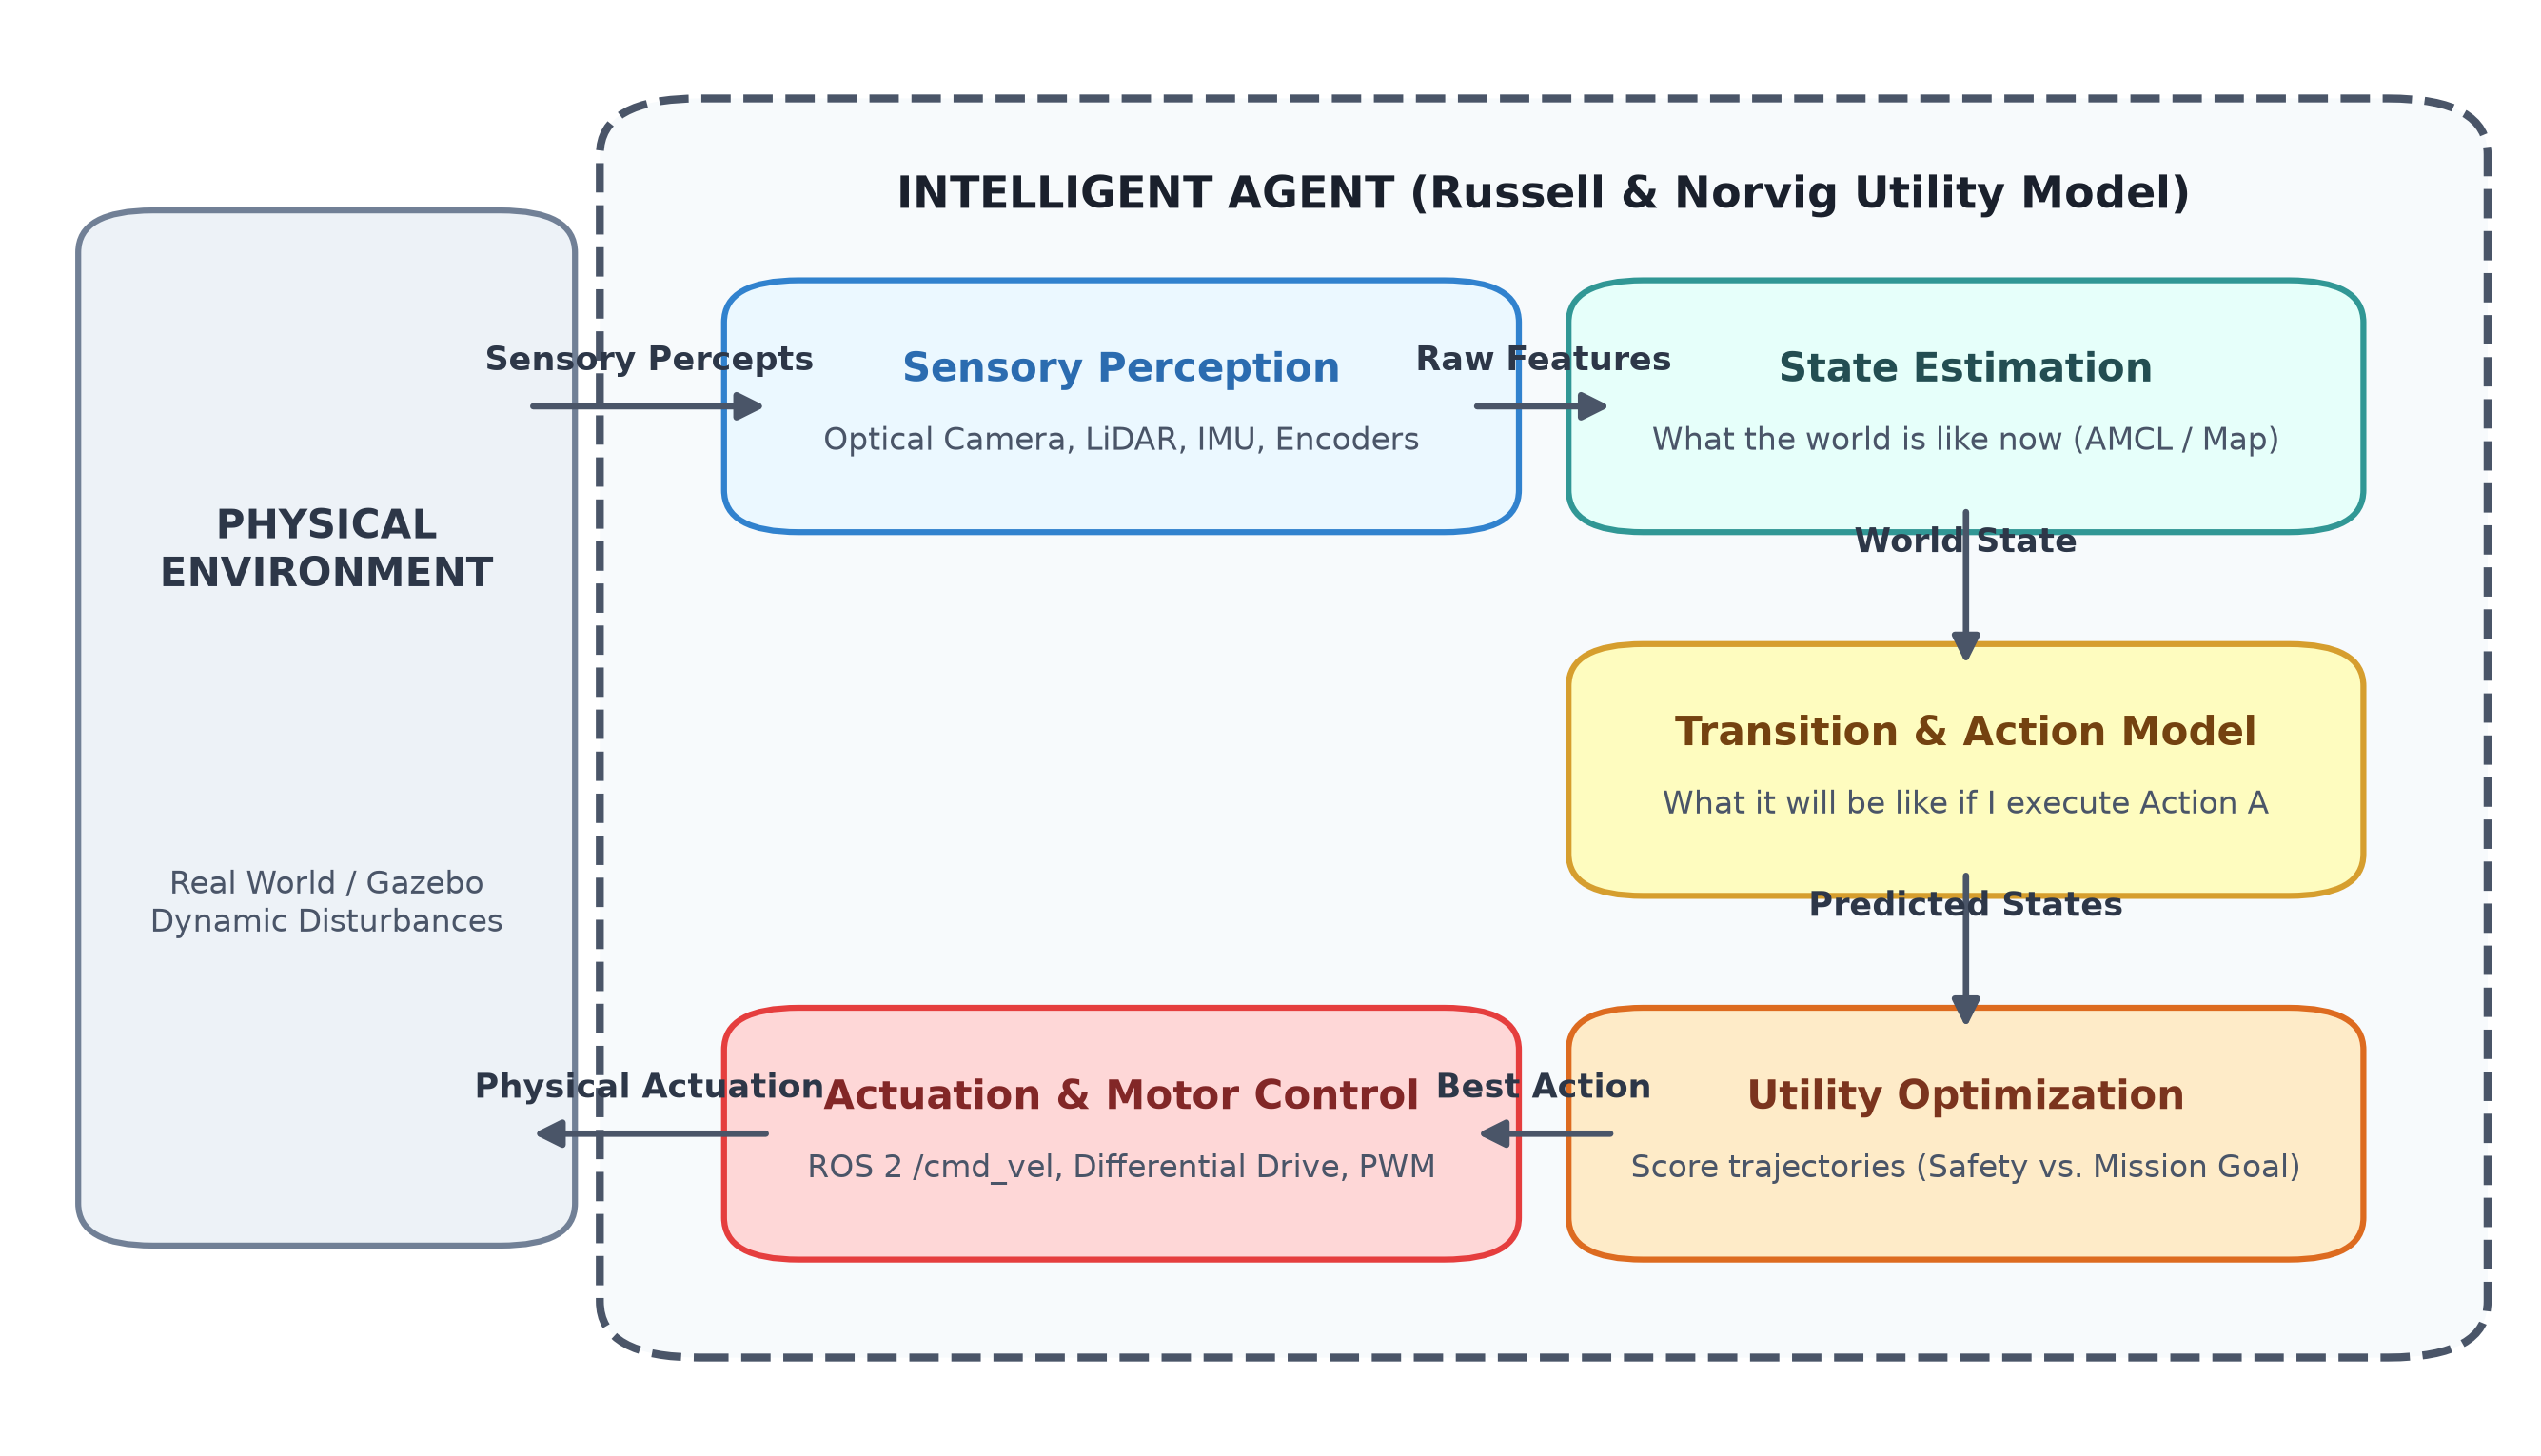 INTELLIGENT AGENT (Russell & Norvig Utility Model)
PHYSICAL
ENVIRONMENT
Real World / Gazebo
Dynamic Disturbances
Sensory Percepts
Sensory Perception
Optical Camera, LiDAR, IMU, Encoders
Raw Features
State Estimation
What the world is like now (AMCL / Map)
World State
Transition & Action Model
What it will be like if I execute Action A
Predicted States
Utility Optimization
Score trajectories (Safety vs. Mission Goal)
Best Action
Actuation & Motor Control
ROS 2 /cmd_vel, Differential Drive, PWM
Physical Actuation